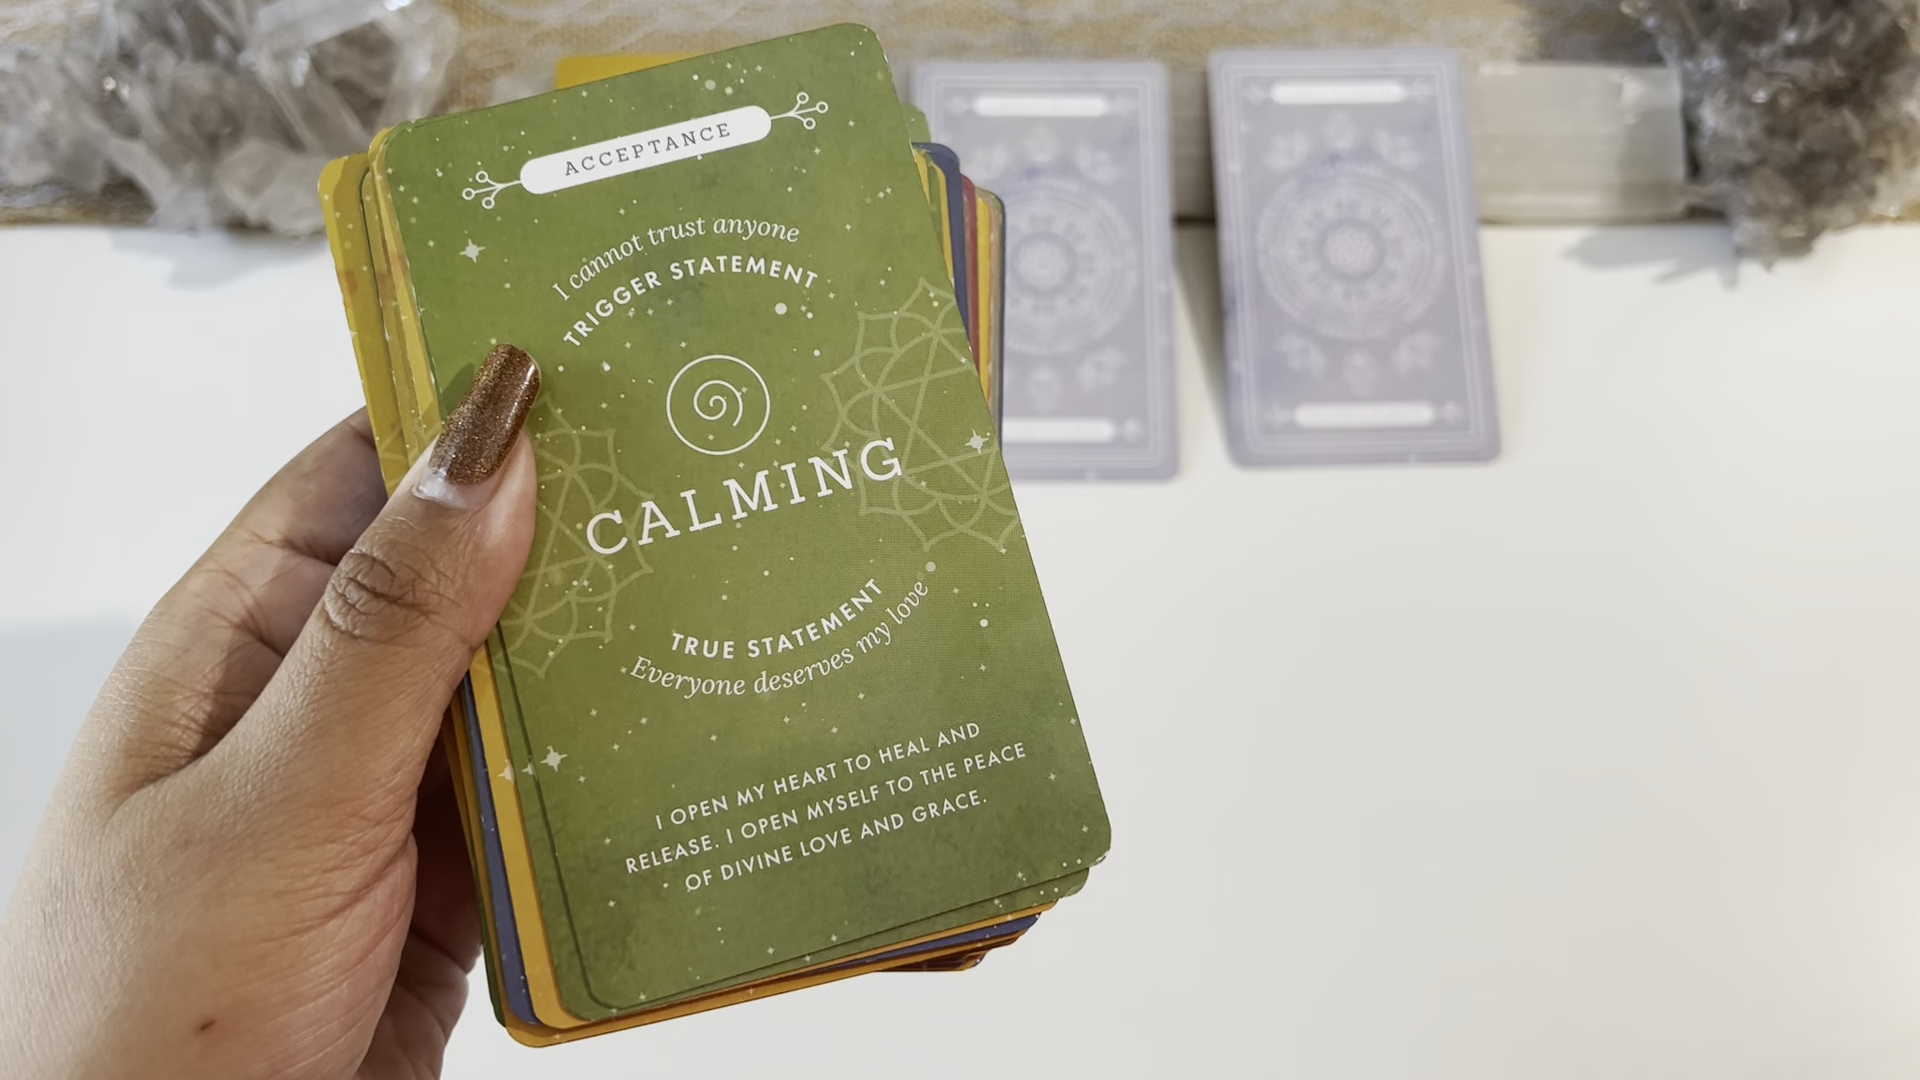 ACCEPTANCE
I cannot trust anyone
TRIGGER STATEMENT
CALMING
TRUE STATEMENT
Everyone deserves my love
I OPEN MY HEART TO HEAL AND
RELEASE. I OPEN MYSELF TO THE PEACE
OF DIVINE LOVE AND GRACE.